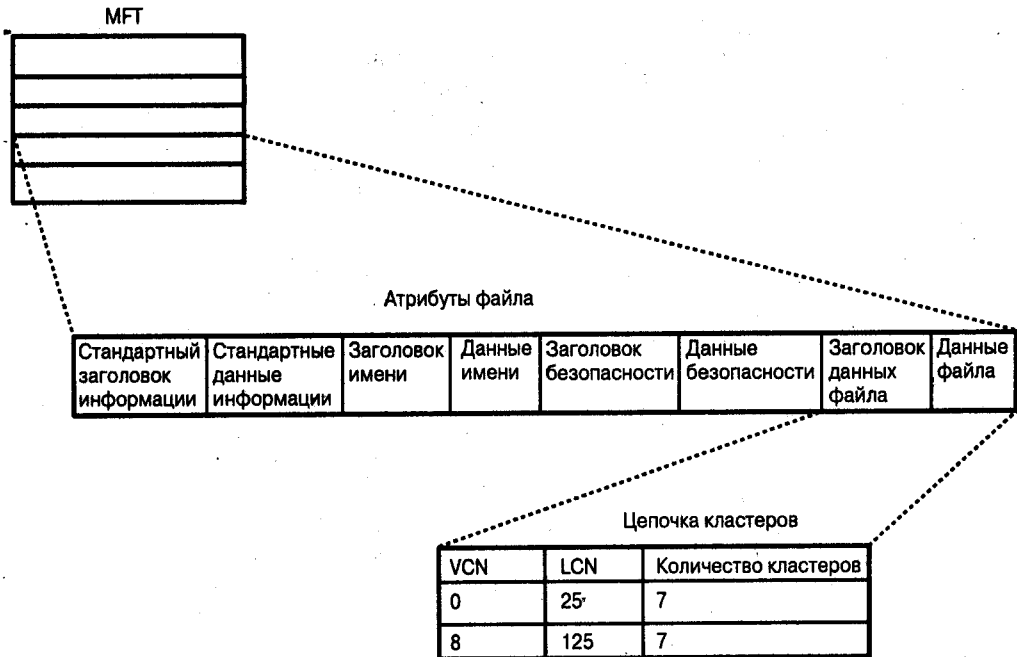 MFT
Атрибуты файла
Стандартный заголовок информации
Стандартные данные информации
Заголовок имени
Данные имени
Заголовок безопасности
Данные безопасности
Заголовок данных файла
Данные файла
Цепочка кластеров
VCN LCN Количество кластеров
0 25 7
8 125 7